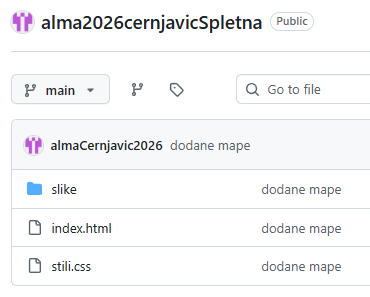 alma2026cernjavicSpletna Public
main Go to file
almaCernjavic2026 dodane mape
slike dodane mape
index.html dodane mape
stili.css dodane mape